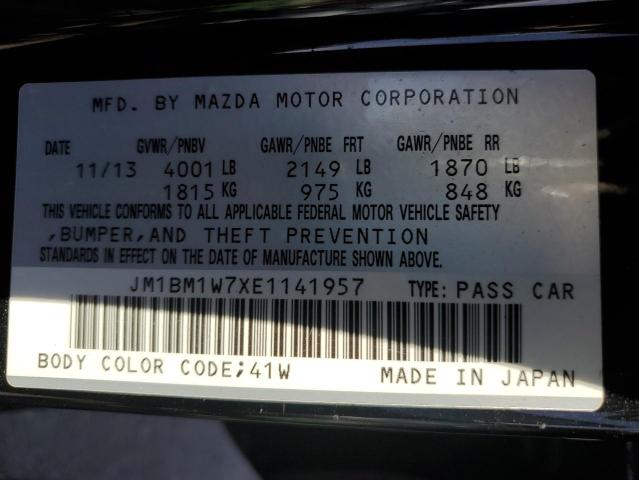 MFD. BY MAZDA MOTOR CORPORATION
DATE GVWR/PNBV GAWR/PNBE FRT GAWR/PNBE RR
11/13 4001 LB 2149 LB 1870 LB
1815 KG 975 KG 848 KG
THIS VEHICLE CONFORMS TO ALL APPLICABLE FEDERAL MOTOR VEHICLE SAFETY
,BUMPER,AND THEFT PREVENTION
STANDARDS IN EFFECT ON THE DATE OF MANUFACTURE SHOWN ABOVE.
JM1BM1W7XE1141957 TYPE: PASS CAR
BODY COLOR CODE;41W MADE IN JAPAN